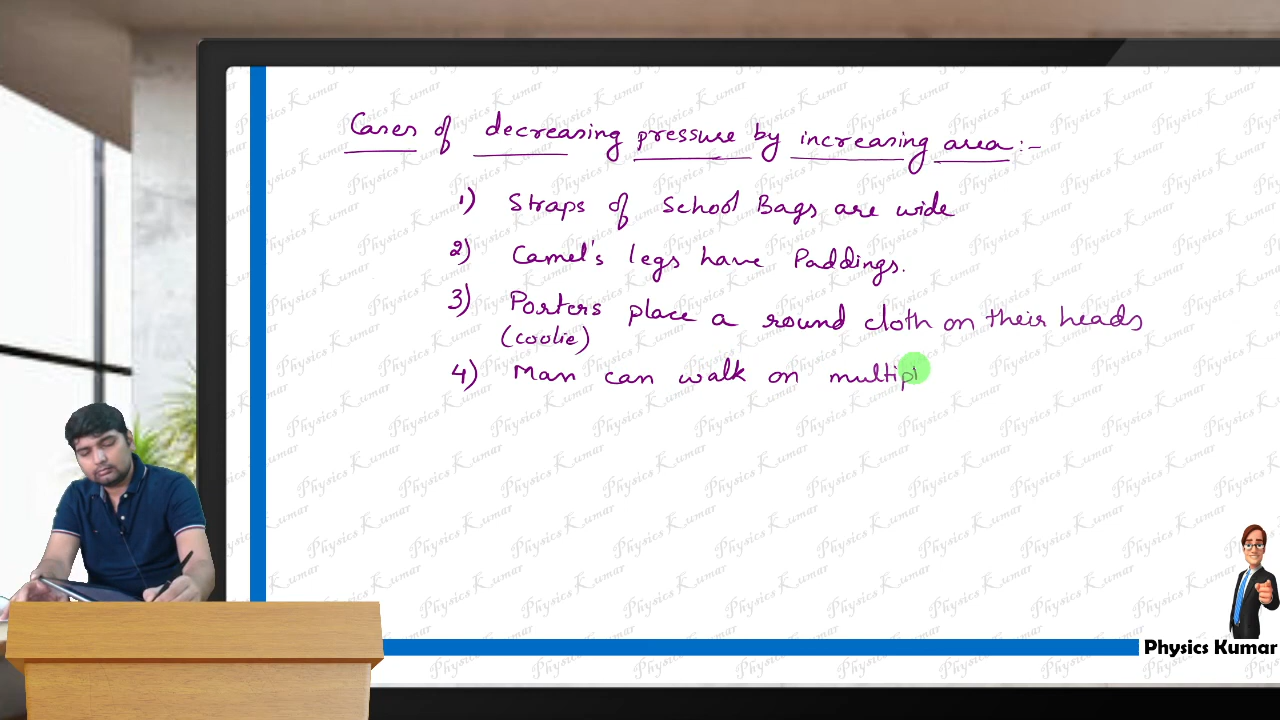 Cases of decreasing pressure by increasing area :-
1) Straps of School Bags are wide
2) Camel's legs have Paddings.
3) Porters place a round cloth on their heads
(coolie)
4) Man can walk on multipl
Physics Kumar